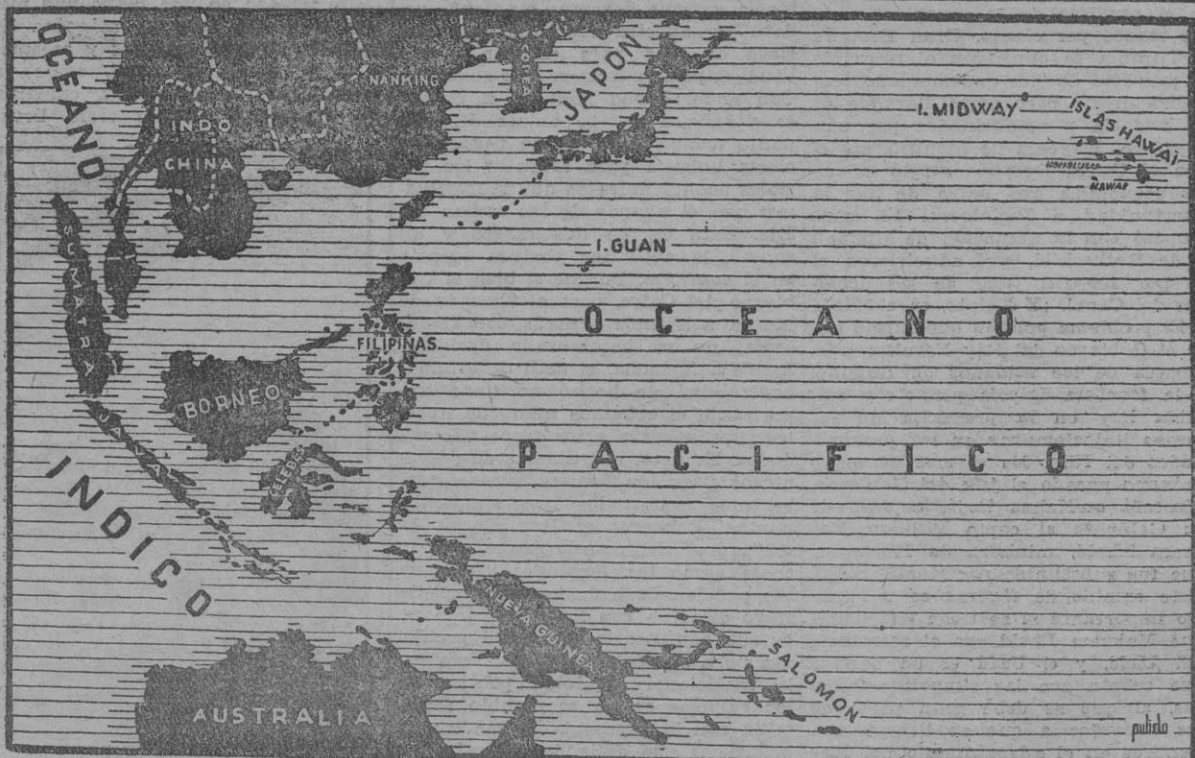 OCEANO
INDICO
INDO
CHINA
NANKING
COREA
JAPON
I. MIDWAY
ISLAS HAWAI
HAWAI
I. GUAN
SUMATRA
FILIPINAS
BORNEO
JAVA
OCEANO
PACIFICO
NUEVA GUINEA
SALOMON
AUSTRALIA
pulido